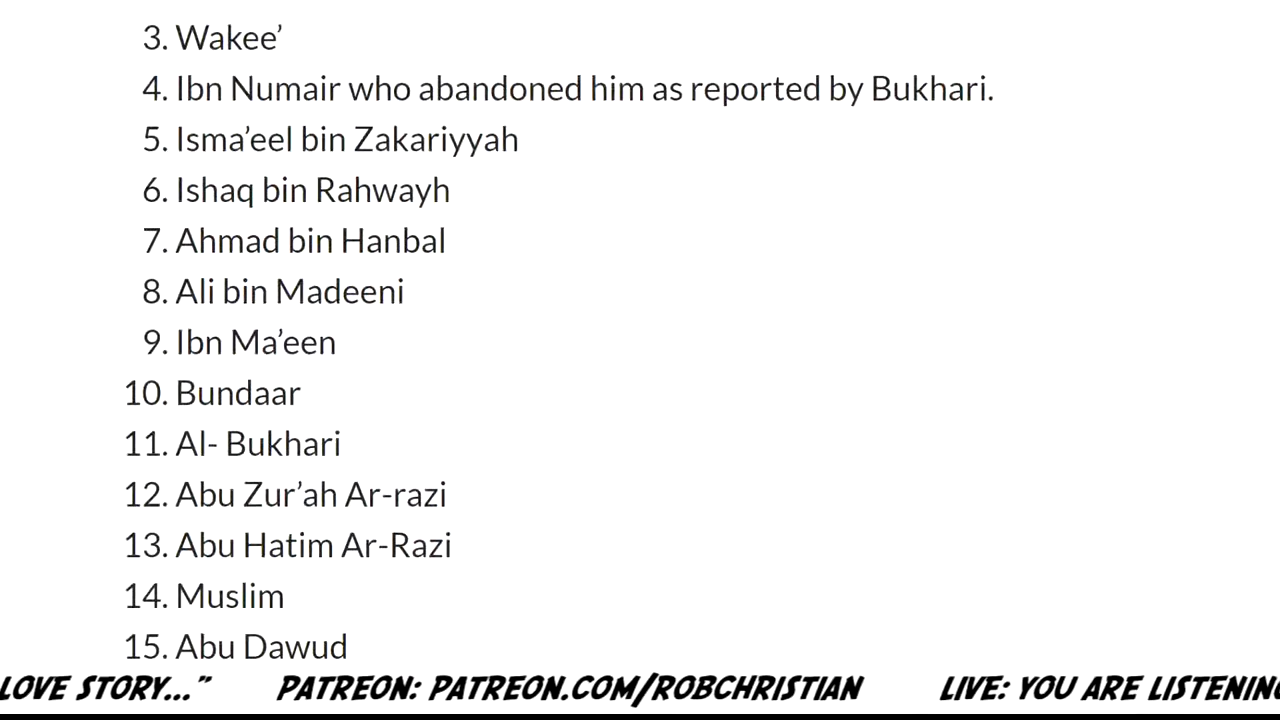 3. Wakee’
4. Ibn Numair who abandoned him as reported by Bukhari.
5. Isma’eel bin Zakariyyah
6. Ishaq bin Rahwayh
7. Ahmad bin Hanbal
8. Ali bin Madeeni
9. Ibn Ma’een
10. Bundaar
11. Al- Bukhari
12. Abu Zur’ah Ar-razi
13. Abu Hatim Ar-Razi
14. Muslim
15. Abu Dawud
LOVE STORY..." PATREON: PATREON.COM/ROBCHRISTIAN LIVE: YOU ARE LISTENING